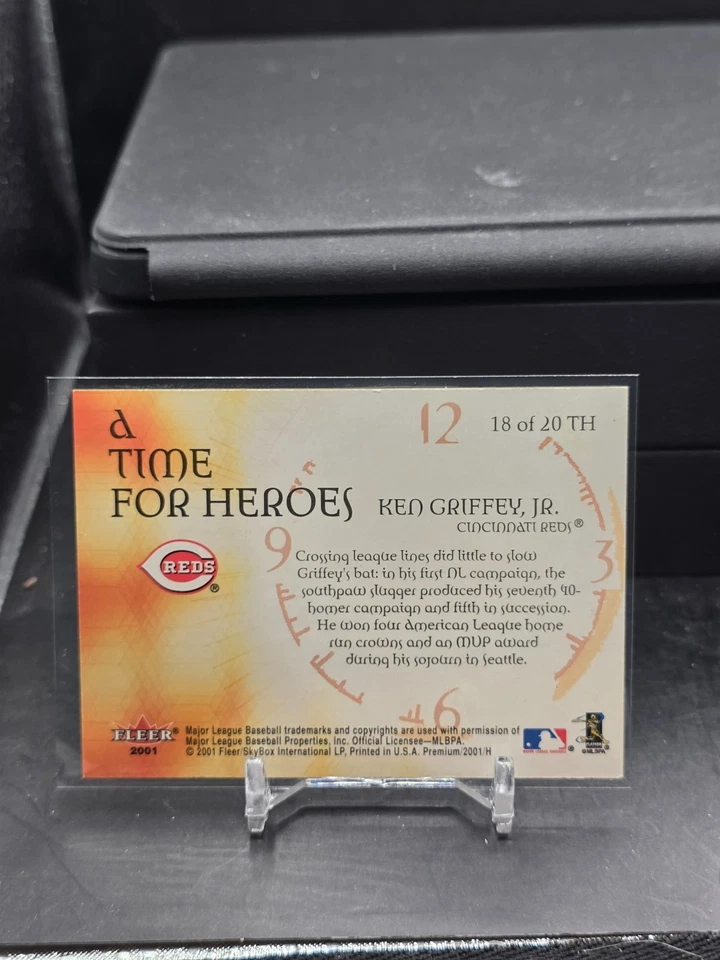 a
TIME
FOR HEROES
12
18 of 20 TH
KEN GRIFFEY, JR.
CINCINNATI REDS®
9
3
6
REDS®
Crossing league lines did little to slow
Griffey's bat: in his first NL campaign, the
southpaw slugger produced his seventh 40-
homer campaign and fifth in succession.
He won four American League home
run crowns and an MVP award
during his sojourn in Seattle.
FLEER®
2001
Major League Baseball trademarks and copyrights are used with permission of
Major League Baseball Properties, Inc. Official Licensee—MLBPA.
© 2001 Fleer SkyBox International LP, Printed in U.S.A. Premium/2001/H
©MLBPA